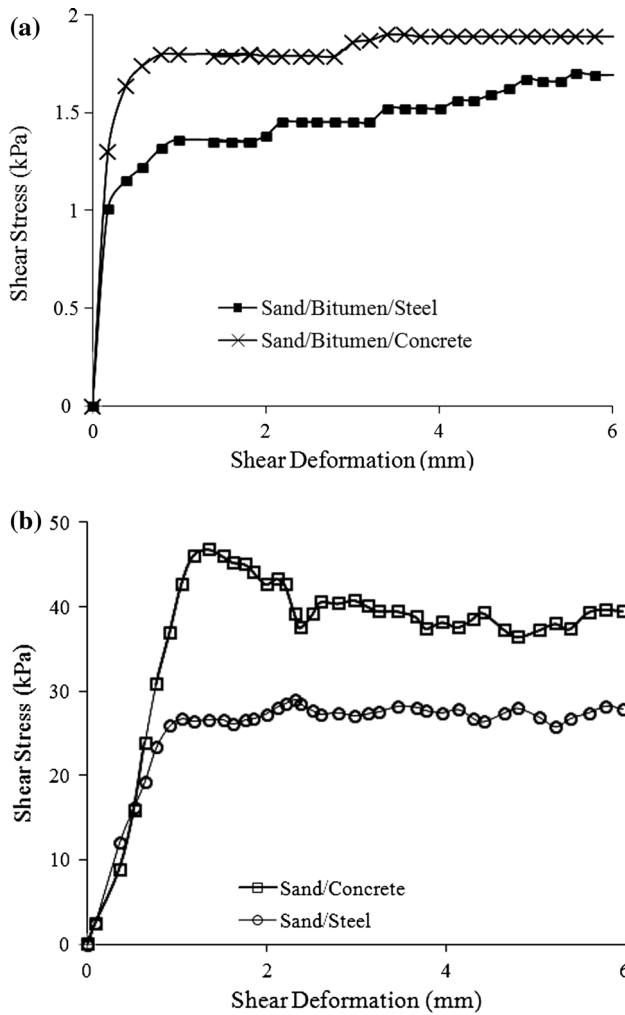 (a)
2
1.5
1
0.5
0
Shear Stress (kPa)
Sand/Bitumen/Steel
Sand/Bitumen/Concrete
0 2 4 6
Shear Deformation (mm)
(b)
50
40
30
20
10
0
Shear Stress (kPa)
Sand/Concrete
Sand/Steel
0 2 4 6
Shear Deformation (mm)